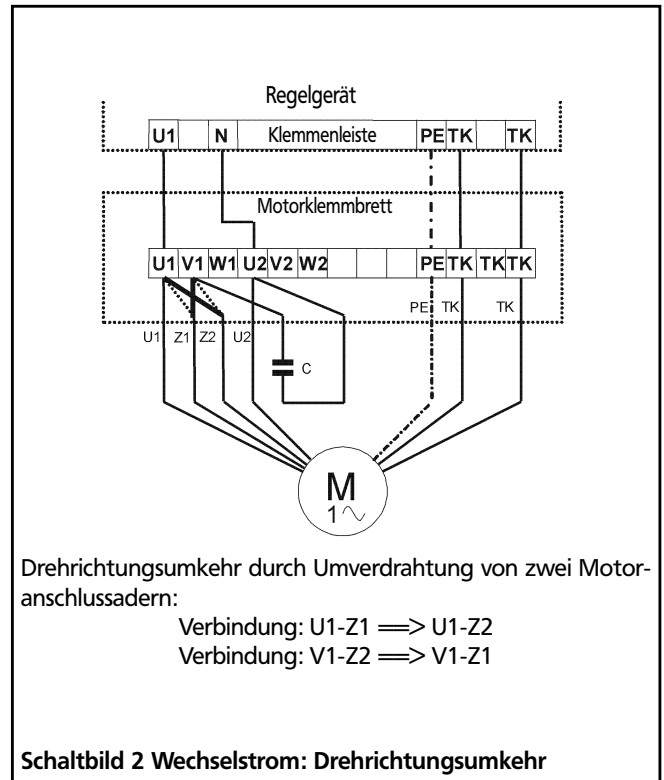 Regelgerät
U1 N Klemmenleiste PE TK TK
Motorklemmbrett
U1 V1 W1 U2 V2 W2 PE TK TK TK
PE TK TK
U1 Z1 Z2 U2
C
M
1
Drehrichtungsumkehr durch Umverdrahtung von zwei Motor-
anschlussadern:
Verbindung: U1-Z1 ==> U1-Z2
Verbindung: V1-Z2 ==> V1-Z1
Schaltbild 2 Wechselstrom: Drehrichtungsumkehr